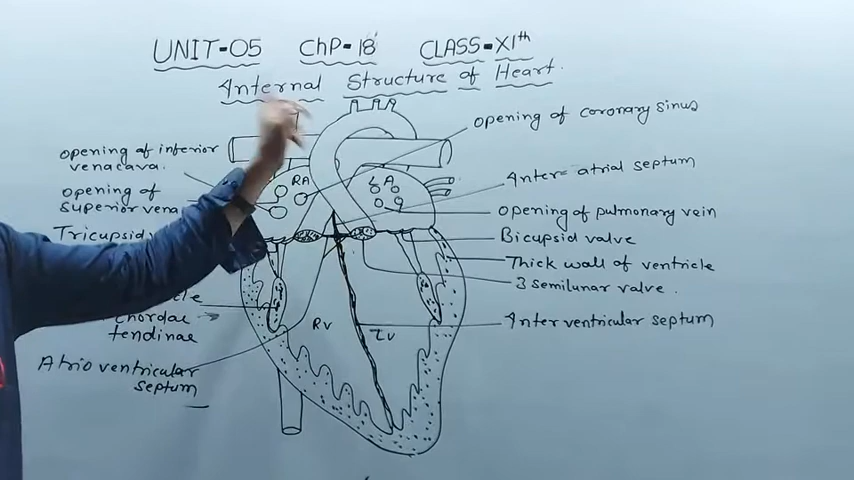 UNIT-05 ChP-18 CLASS-XIth
Internal Structure of Heart.
opening of coronary sinus
opening of inferior
venacava.
RA
LA
Inter= atrial septum
opening of
superior vena
opening of pulmonary vein
Tricupsid
Bicupsid valve
Thick wall of ventricle
3 semilunar valve.
chordae
tendinae
RV
LV
Inter ventricular septum
Atrio ventricular
septum